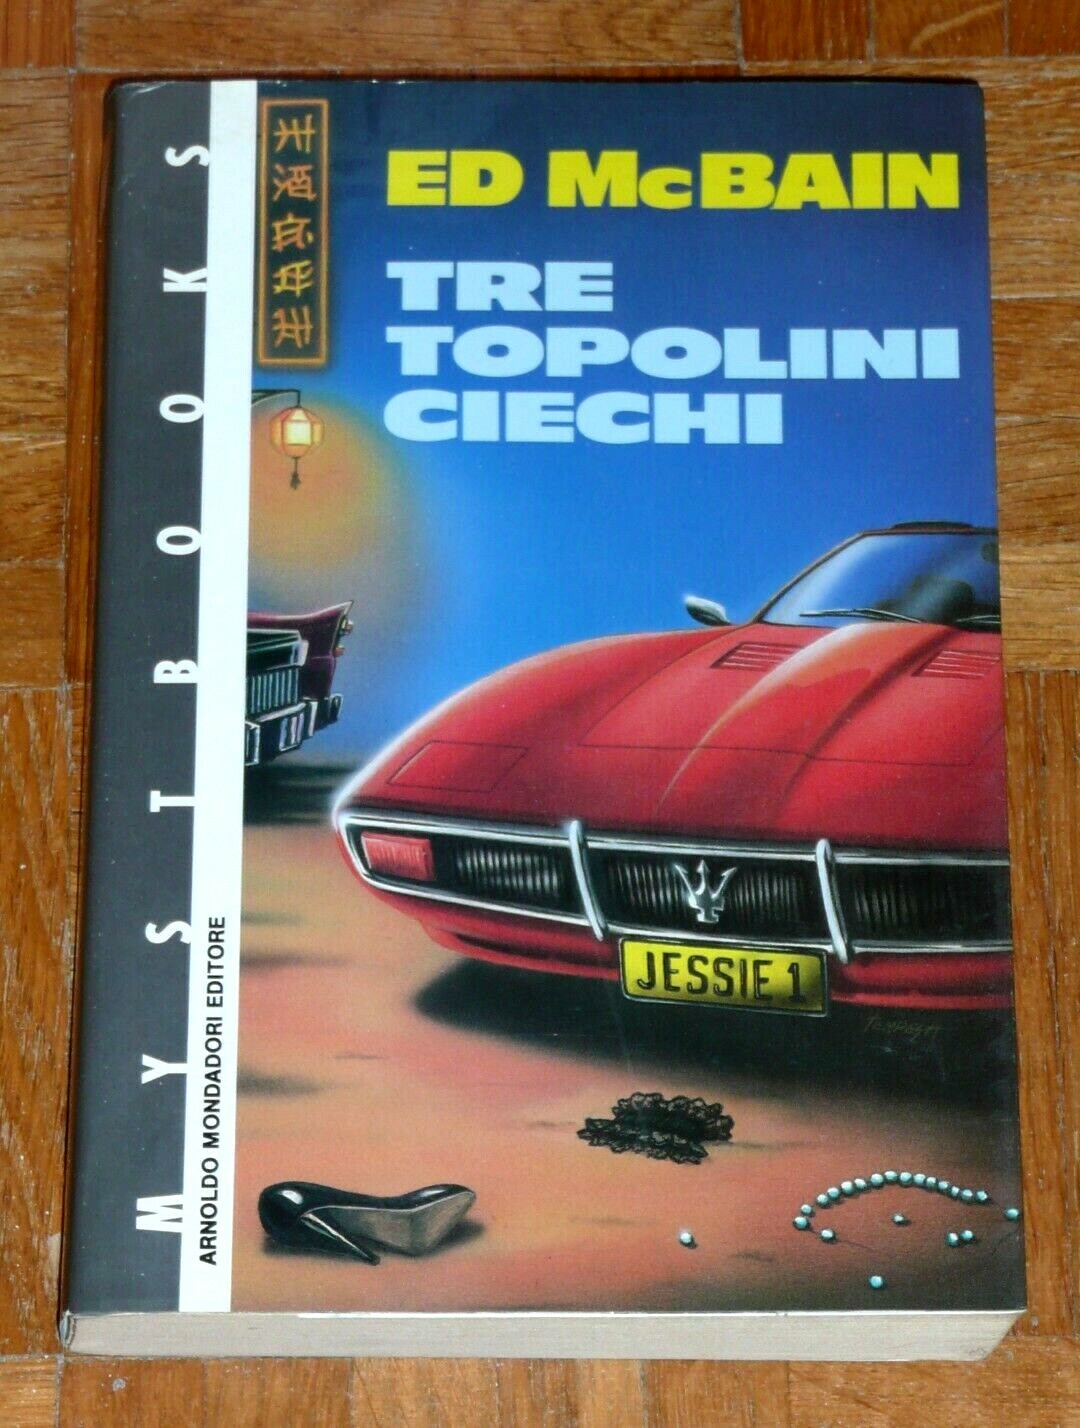 MYSTBOOKS
ARNOLDO MONDADORI EDITORE
ED McBAIN
TRE
TOPOLINI
CIECHI
JESSIE 1